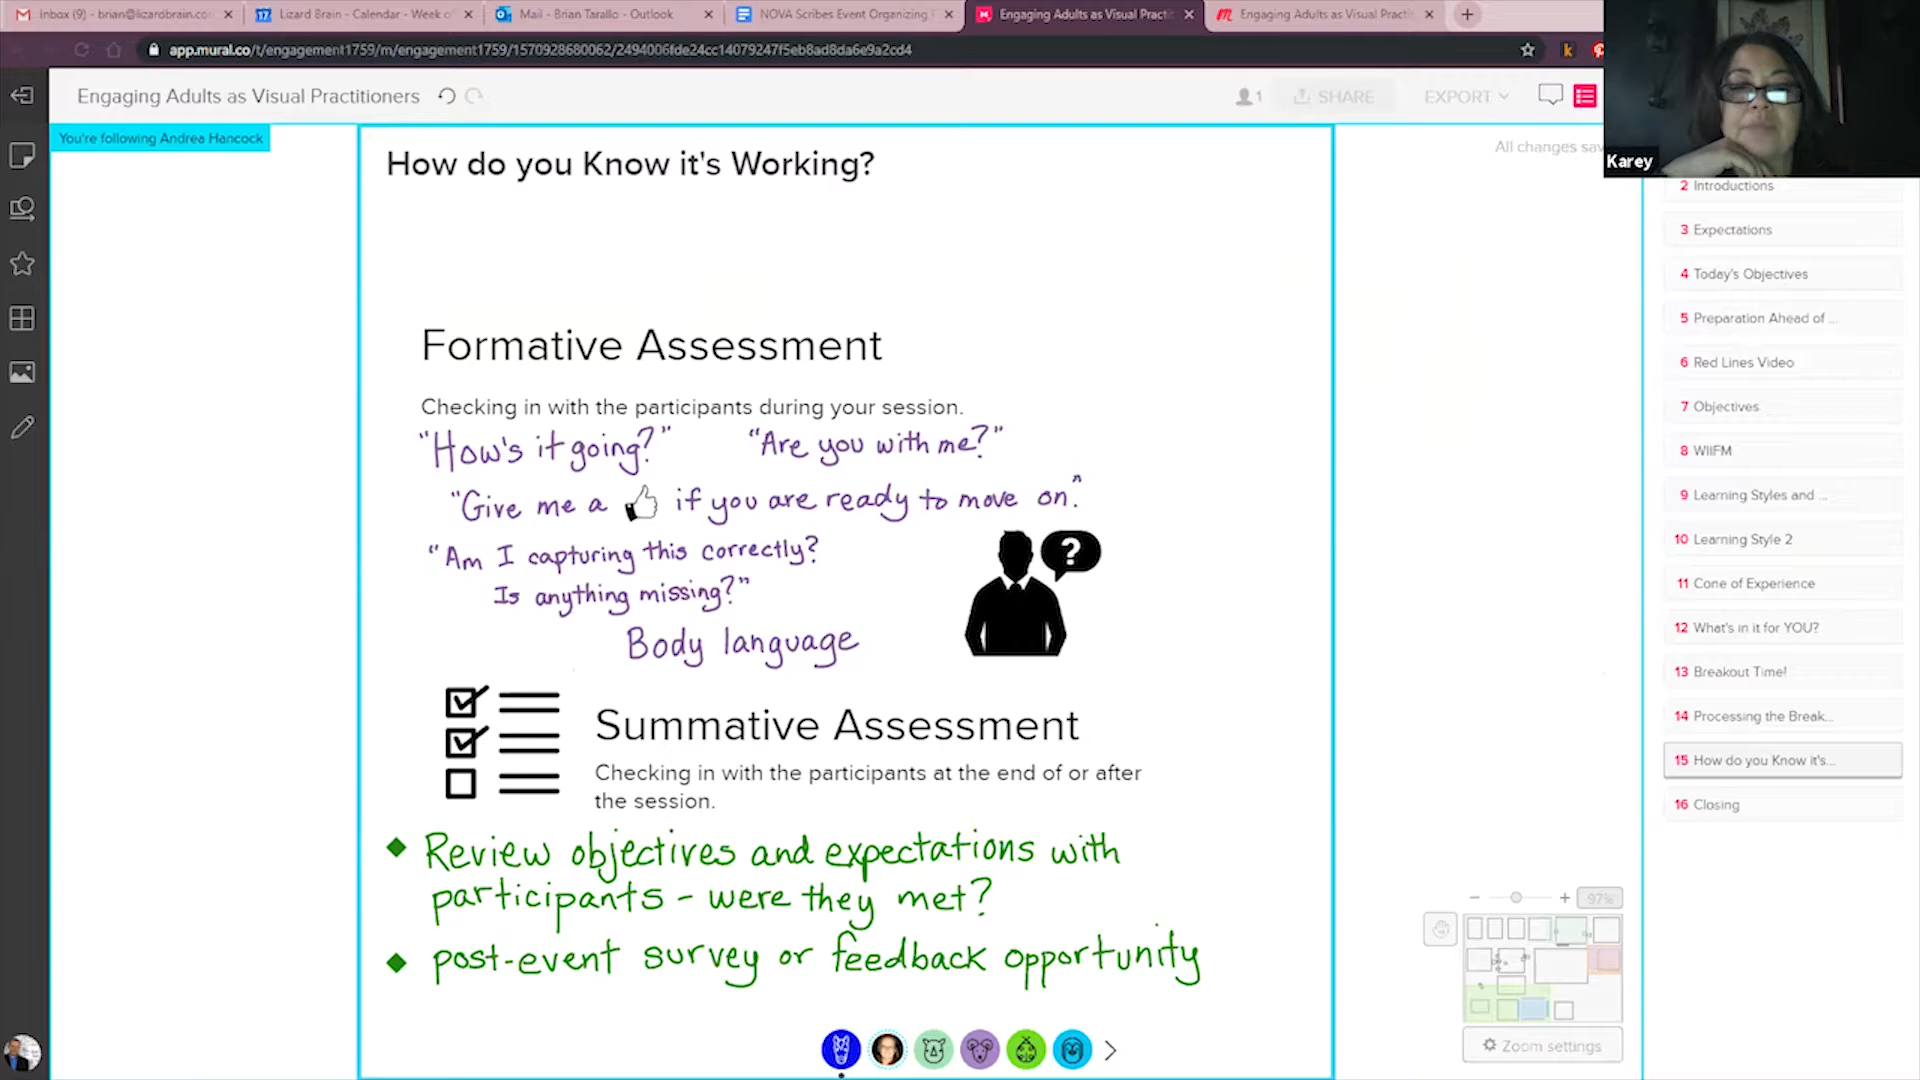 Inbox (9) - brian@lizardbrain.co
Lizard Brain - Calendar - Week of
Mail - Brian Tarallo - Outlook
NOVA Scribes Event Organizing
Engaging Adults as Visual Practi
Engaging Adults as Visual Practi
app.mural.co/t/engagement1759/m/engagement1759/1570928680062/2494006fde24cc14079247f5eb8ad8da6e9a2cd4
Engaging Adults as Visual Practitioners
1
SHARE
EXPORT
You're following Andrea Hancock
All changes sav
Karey
How do you Know it's Working?
Formative Assessment
Checking in with the participants during your session.
"How's it going?" "Are you with me?"
"Give me a if you are ready to move on."
"Am I capturing this correctly?
Is anything missing?"
Body language
?
Summative Assessment
Checking in with the participants at the end of or after
the session.
Review objectives and expectations with
participants - were they met?
post-event survey or feedback opportunity
2 Introductions
3 Expectations
4 Today's Objectives
5 Preparation Ahead of ...
6 Red Lines Video
7 Objectives
8 WIIFM
9 Learning Styles and ...
10 Learning Style 2
11 Cone of Experience
12 What's in it for YOU?
13 Breakout Time!
14 Processing the Break...
15 How do you Know it's...
16 Closing
97%
Zoom settings